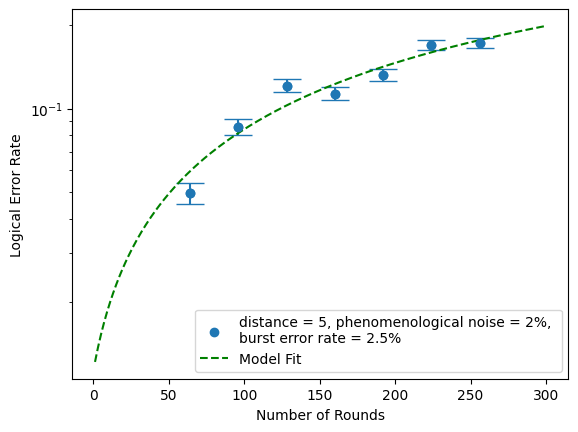 Logical Error Rate
10⁻¹
distance = 5, phenomenological noise = 2%,
burst error rate = 2.5%
Model Fit
0 50 100 150 200 250 300
Number of Rounds